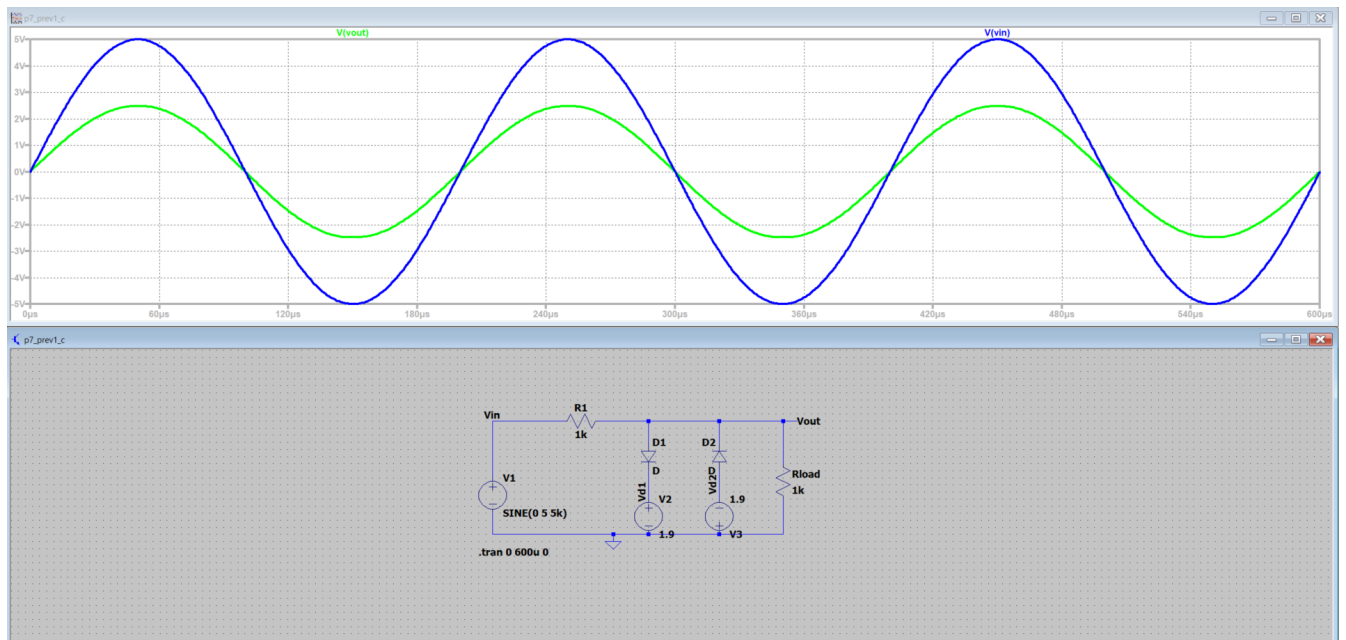 p7_prev1_c
V(vout) V(vin)
5V
4V
3V
2V
1V
0V
-1V
-2V
-3V
-4V
-5V
0µs 60µs 120µs 180µs 240µs 300µs 360µs 420µs 480µs 540µs 600µs
p7_prev1_c
Vin R1 Vout
1k
D1 D2
D D
Rload
1k
V1
Vd1 Vd2
V2 1.9
SINE(0 5 5k)
1.9 V3
.tran 0 600u 0